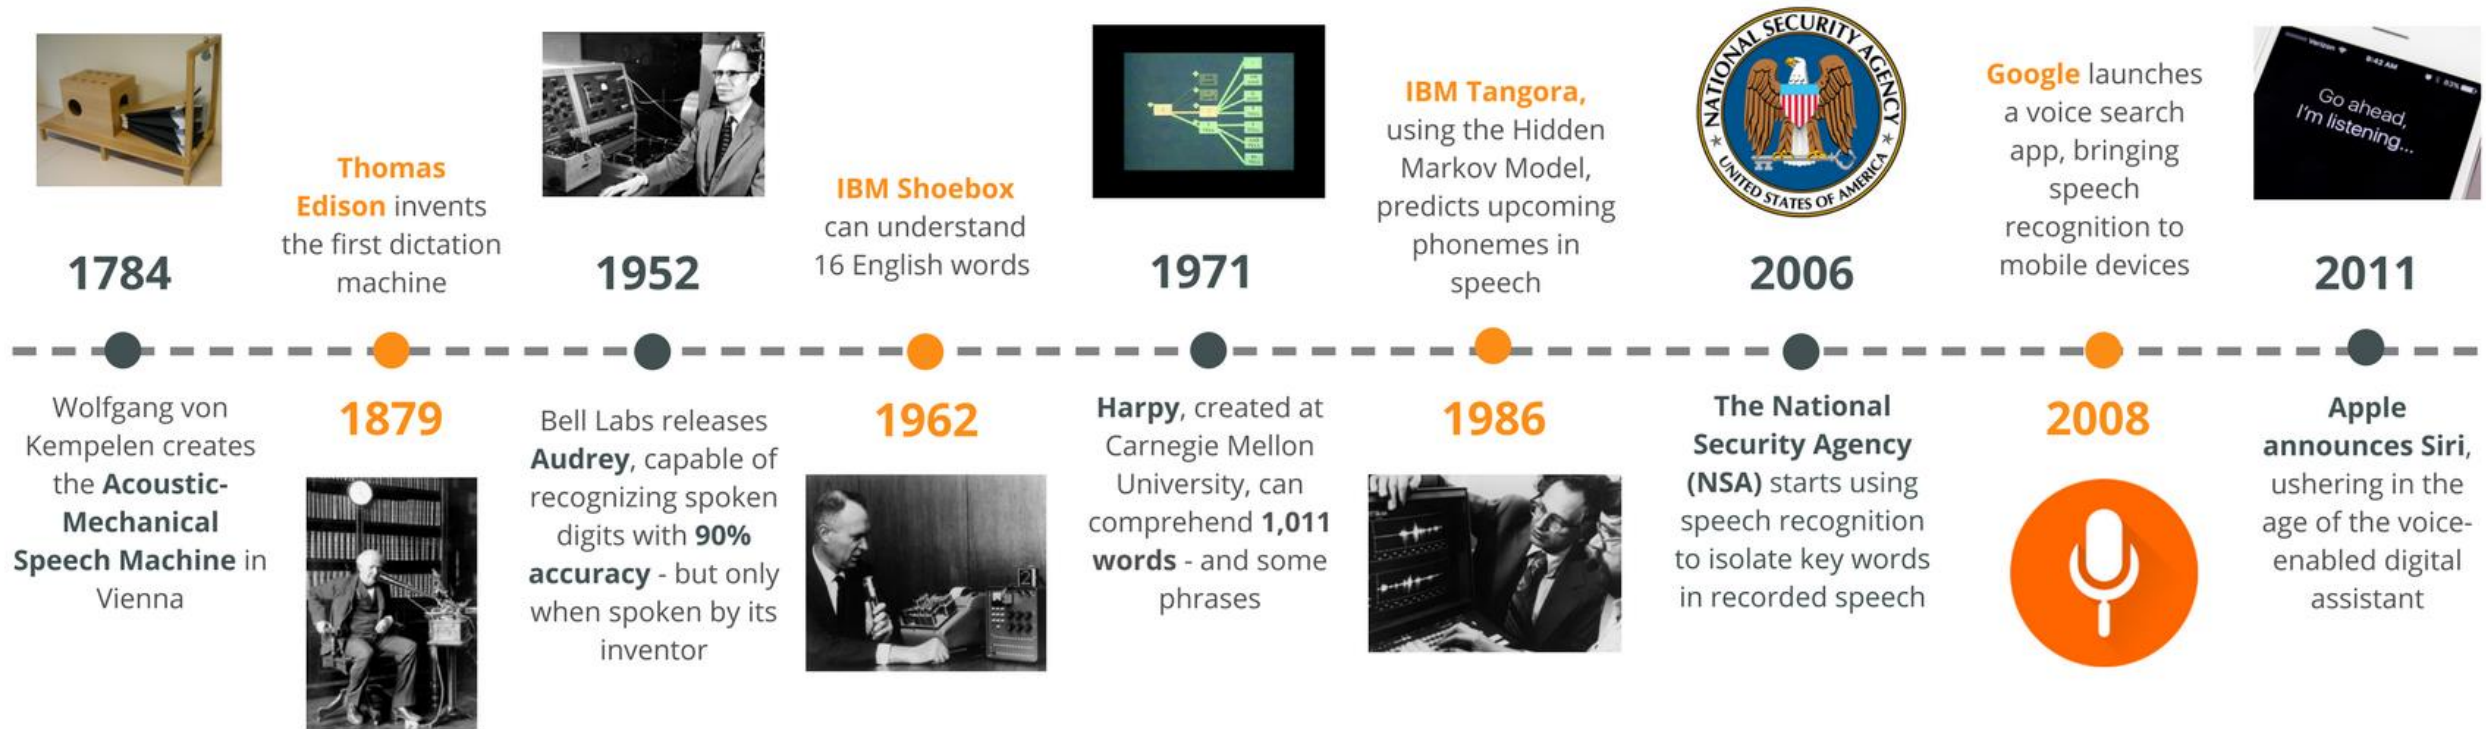 1784
Wolfgang von
Kempelen creates
the Acoustic-
Mechanical
Speech Machine in
Vienna
Thomas
Edison invents
the first dictation
machine
1879
1952
Bell Labs releases
Audrey, capable of
recognizing spoken
digits with 90%
accuracy - but only
when spoken by its
inventor
IBM Shoebox
can understand
16 English words
1962
1971
Harpy, created at
Carnegie Mellon
University, can
comprehend 1,011
words - and some
phrases
IBM Tangora,
using the Hidden
Markov Model,
predicts upcoming
phonemes in
speech
1986
NATIONAL SECURITY AGENCY
UNITED STATES OF AMERICA
2006
The National
Security Agency
(NSA) starts using
speech recognition
to isolate key words
in recorded speech
Google launches
a voice search
app, bringing
speech
recognition to
mobile devices
2008
Verizon
9:42 AM
Go ahead,
I'm listening...
2011
Apple
announces Siri,
ushering in the
age of the voice-
enabled digital
assistant